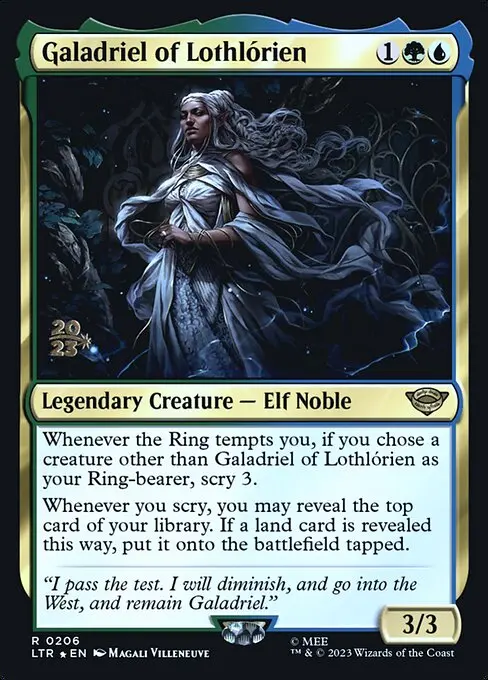 Galadriel of Lothlórien
1
20
23
Legendary Creature — Elf Noble
Whenever the Ring tempts you, if you chose a
creature other than Galadriel of Lothlórien as
your Ring-bearer, scry 3.
Whenever you scry, you may reveal the top
card of your library. If a land card is revealed
this way, put it onto the battlefield tapped.
“I pass the test. I will diminish, and go into the
West, and remain Galadriel.”
3/3
R 0206
LTR ★ EN MAGALI VILLENEUVE
© MEE
™ & © 2023 Wizards of the Coast